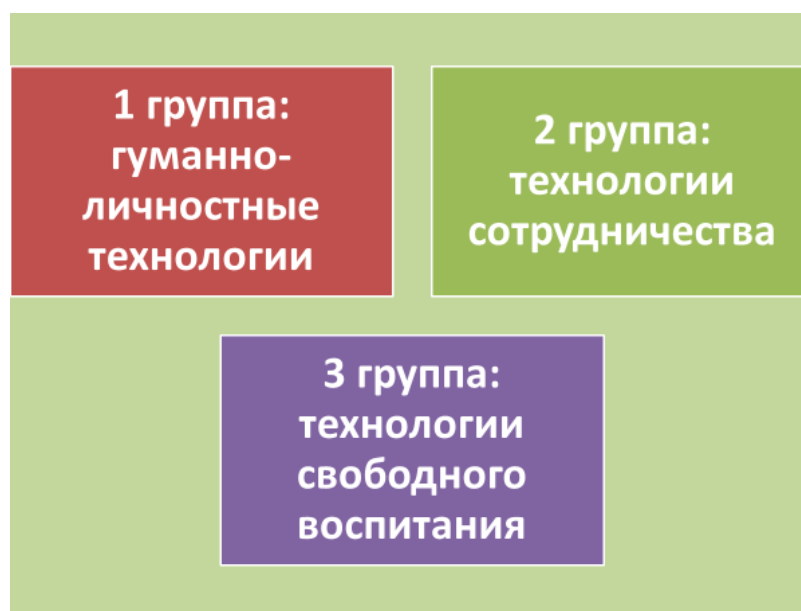 1 группа:
гуманно-
личностные
технологии
2 группа:
технологии
сотрудничества
3 группа:
технологии
свободного
воспитания